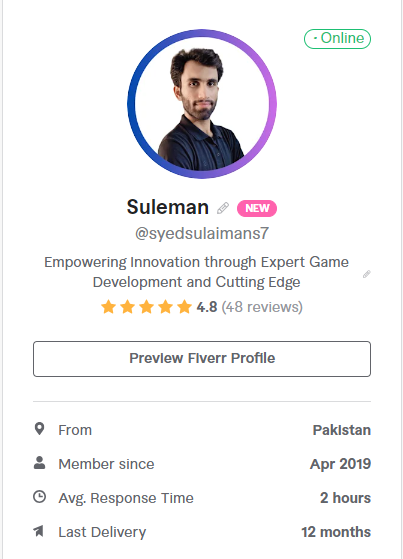 · Online
Suleman NEW
@syedsulaimans7
Empowering Innovation through Expert Game
Development and Cutting Edge
4.8 (48 reviews)
Preview Fiverr Profile
From Pakistan
Member since Apr 2019
Avg. Response Time 2 hours
Last Delivery 12 months